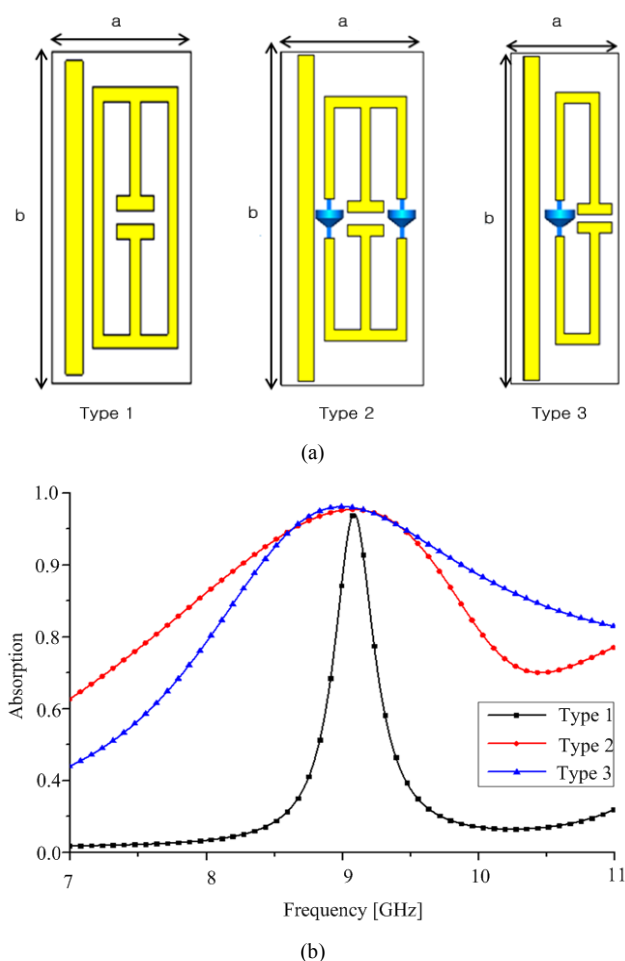 a a a
b b b
Type 1 Type 2 Type 3
(a)
1.0
0.9
0.8
0.6
0.4
0.0
Absorption
Type 1
Type 2
Type 3
7 8 9 10 11
Frequency [GHz]
(b)